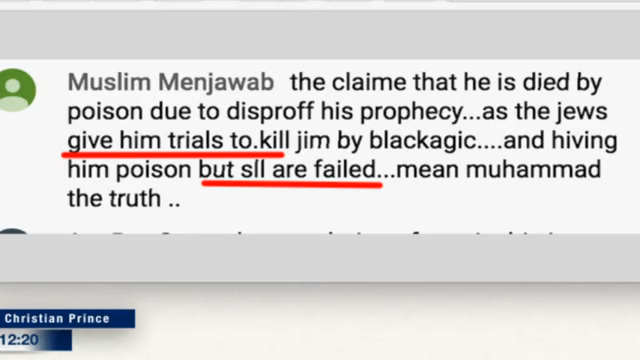 Muslim Menjawab the claime that he is died by
poison due to disproff his prophecy...as the jews
give him trials to.kill jim by blackagic....and hiving
him poison but sll are failed...mean muhammad
the truth ..
Christian Prince
12:20